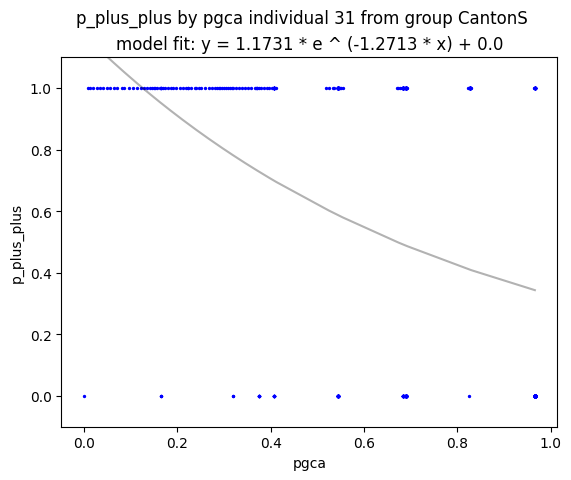 p_plus_plus by pgca individual 31 from group CantonS
model fit: y = 1.1731 * e ^ (-1.2713 * x) + 0.0
1.0
0.8
0.6
0.4
0.2
0.0
p_plus_plus
0.0 0.2 0.4 0.6 0.8 1.0
pgca